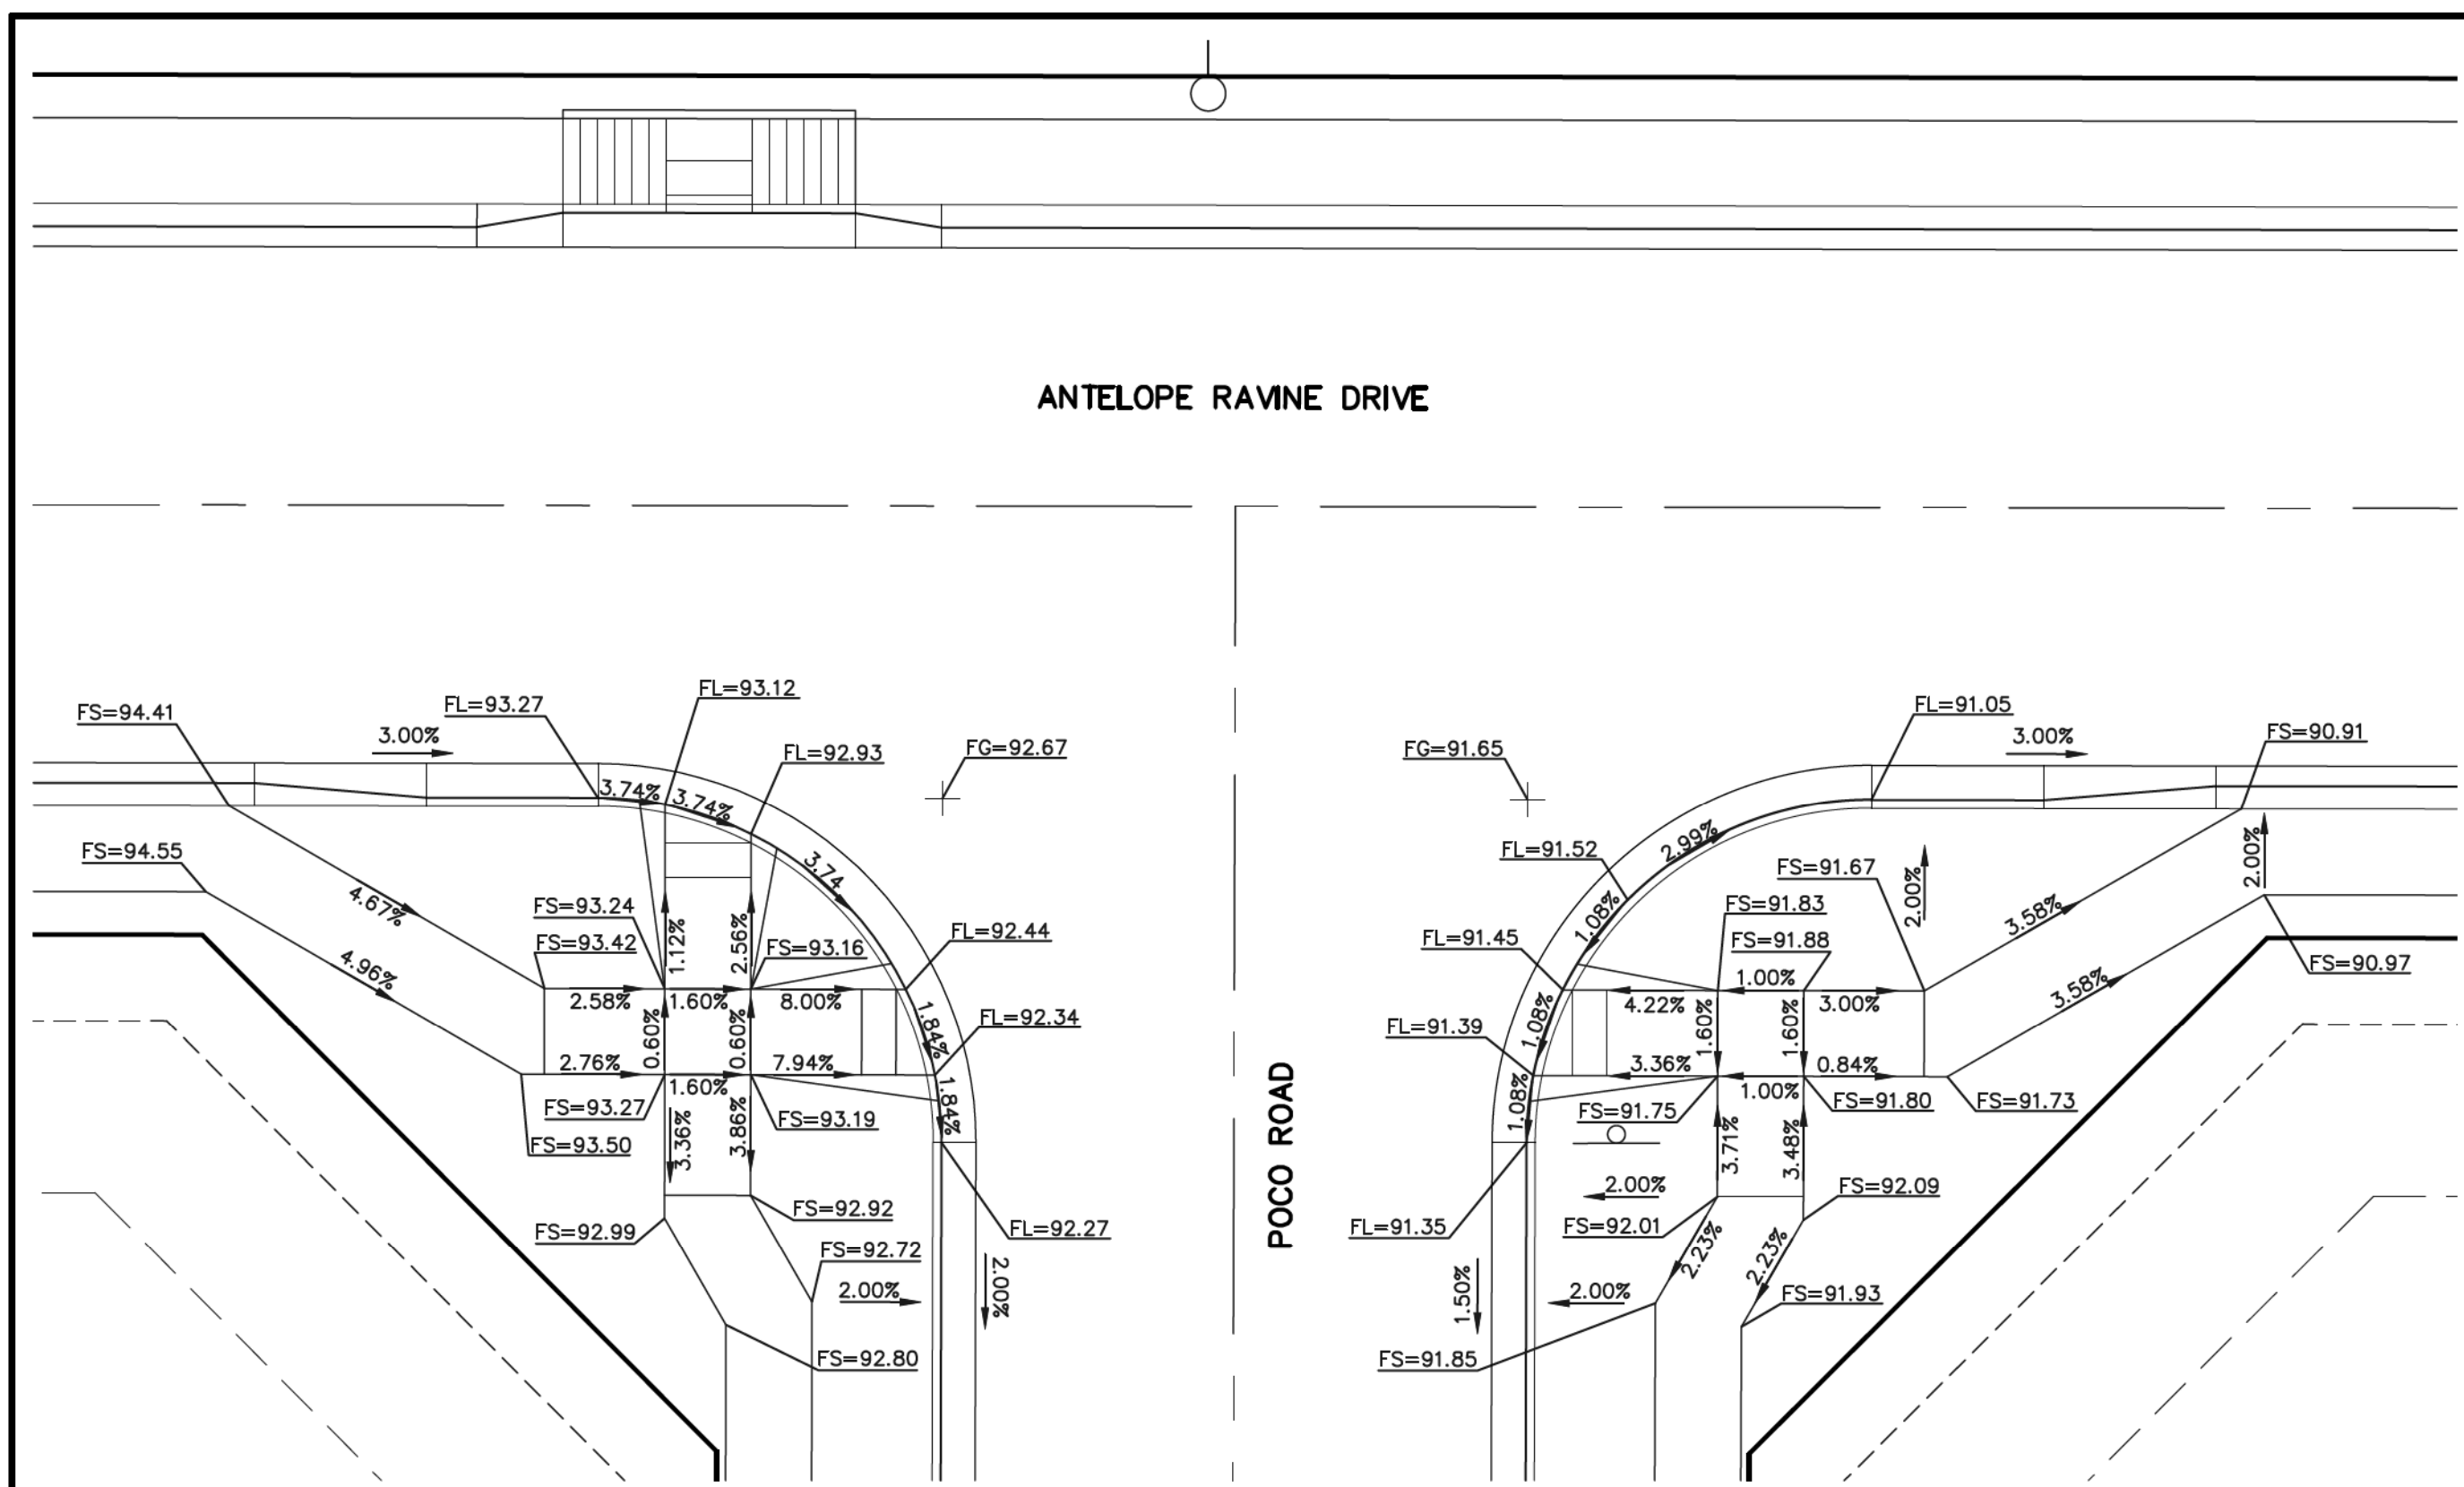 ANTELOPE RAVINE DRIVE
FL=93.12
FS=94.41
FL=93.27
3.00%
FL=92.93
FG=92.67
3.74%
3.74%
3.74
FS=94.55
4.67%
4.96%
FS=93.24
FS=93.42
1.12%
2.56%
FS=93.16
FL=92.44
2.58%
1.60%
8.00%
1.84%
FL=92.34
0.60%
0.60%
2.76%
1.60%
7.94%
1.84%
FS=93.27
FS=93.19
FS=93.50
3.36%
3.86%
FS=92.92
FS=92.99
FL=92.27
FS=92.72
2.00%
2.00%
FS=92.80
POCO ROAD
FL=91.05
FG=91.65
3.00%
FS=90.91
FL=91.52
2.99%
FS=91.67
2.00%
2.00%
FS=91.83
FS=91.88
1.08%
FL=91.45
3.58%
FS=90.97
1.00%
4.22%
3.00%
1.08%
FL=91.39
1.60%
1.60%
3.58%
3.36%
0.84%
1.00%
1.08%
FS=91.75
FS=91.80
FS=91.73
3.71%
3.48%
2.00%
FS=92.09
FS=92.01
FL=91.35
2.23%
2.23%
1.50%
2.00%
FS=91.93
FS=91.85